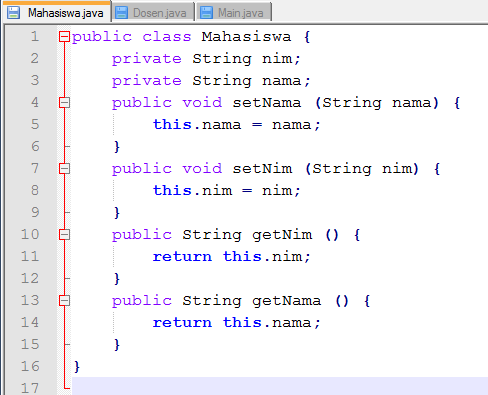 Mahasiswa.java Dosen.java Main.java
1 public class Mahasiswa {
2 private String nim;
3 private String nama;
4 public void setNama (String nama) {
5 this.nama = nama;
6 }
7 public void setNim (String nim) {
8 this.nim = nim;
9 }
10 public String getNim () {
11 return this.nim;
12 }
13 public String getNama () {
14 return this.nama;
15 }
16 }
17